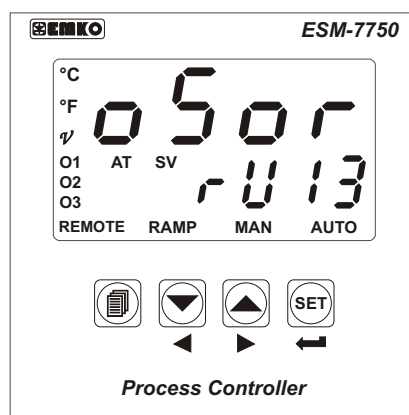 EMKO ESM-7750
°C
°F
V
oSor
O1 AT SV
O2
O3
rU13
REMOTE RAMP MAN AUTO
SET
Process Controller